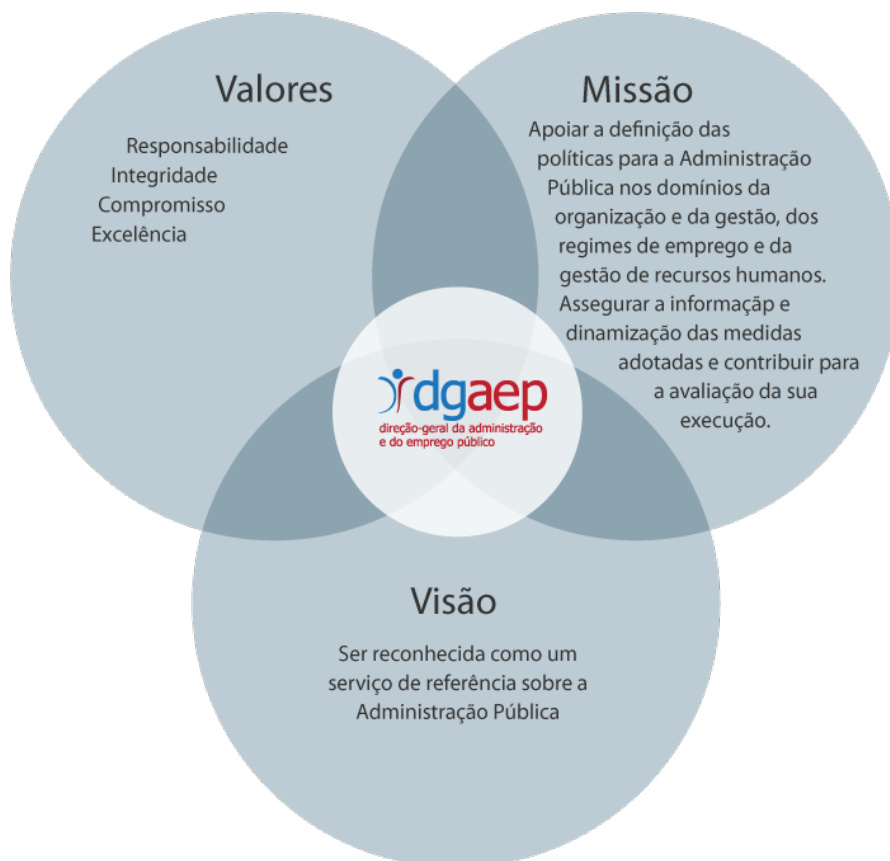 Valores
Responsabilidade
Integridade
Compromisso
Excelência
Missão
Apoiar a definição das
políticas para a Administração
Pública nos domínios da
organização e da gestão, dos
regimes de emprego e da
gestão de recursos humanos.
Assegurar a informaçãp e
dinamização das medidas
adotadas e contribuir para
a avaliação da sua
execução.
dgaep
direção-geral da administração
e do emprego público
Visão
Ser reconhecida como um
serviço de referência sobre a
Administração Pública